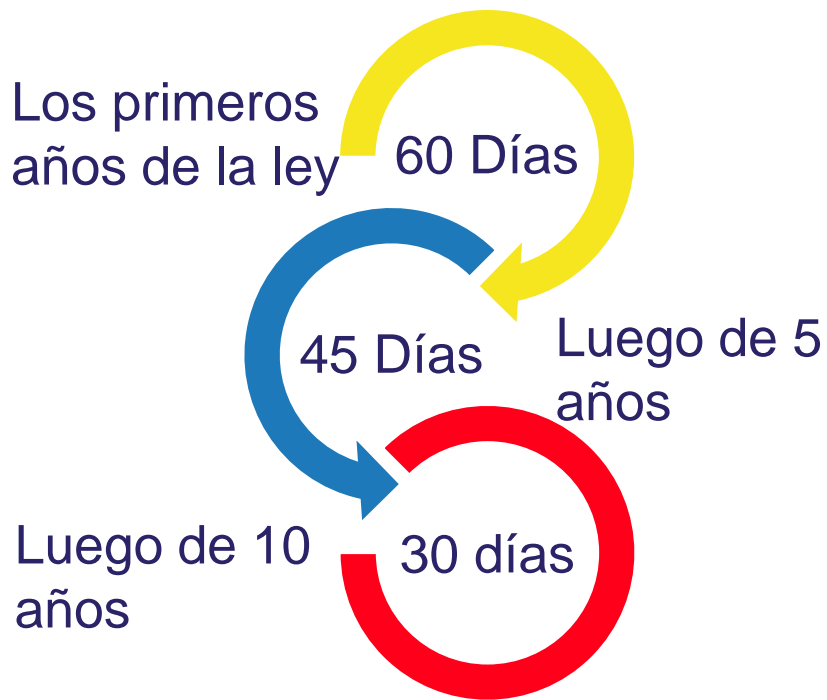 Los primeros
años de la ley
60 Días
45 Días
Luego de 5
años
Luego de 10
años
30 días